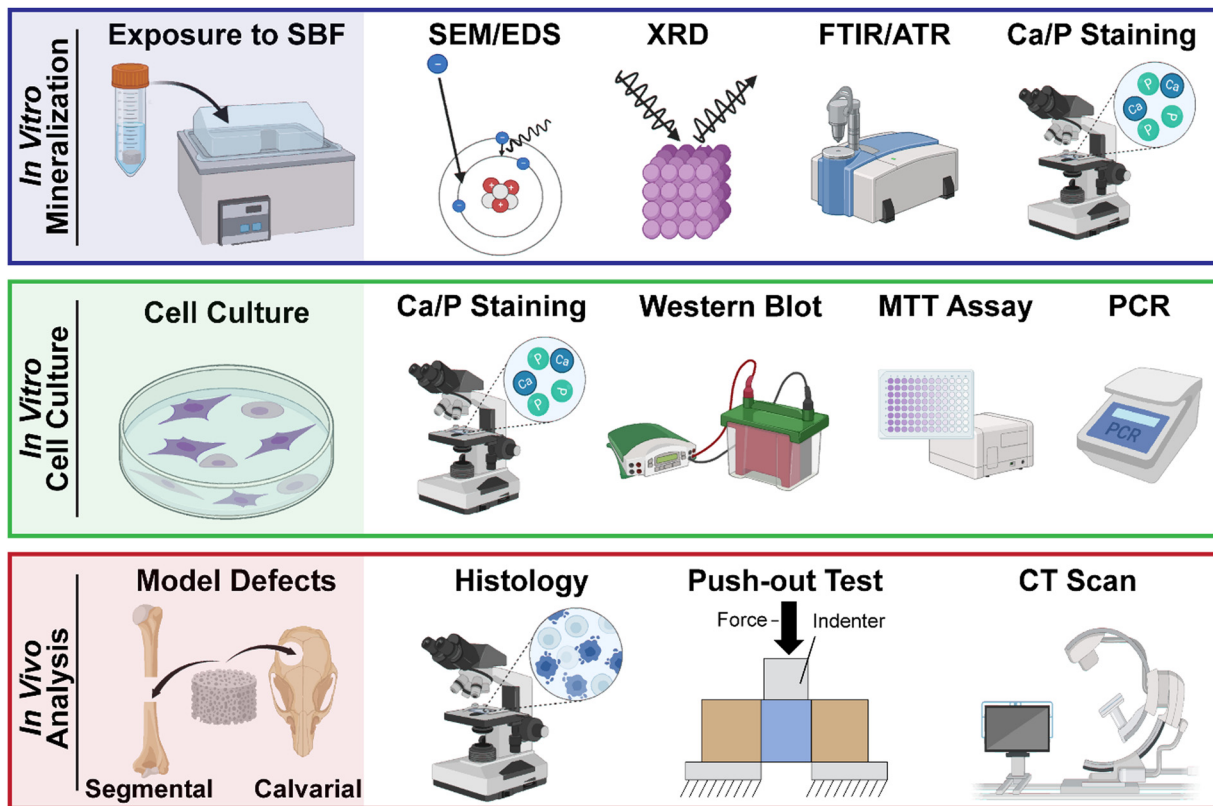 In Vitro
Mineralization
Exposure to SBF
SEM/EDS
XRD
FTIR/ATR
Ca/P Staining
P
Ca
Ca
P
P
P
In Vitro
Cell Culture
Cell Culture
Ca/P Staining
P
Ca
Ca
P
P
P
Western Blot
MTT Assay
PCR
PCR
In Vivo
Analysis
Model Defects
Segmental
Calvarial
Histology
Push-out Test
Force
Indenter
CT Scan